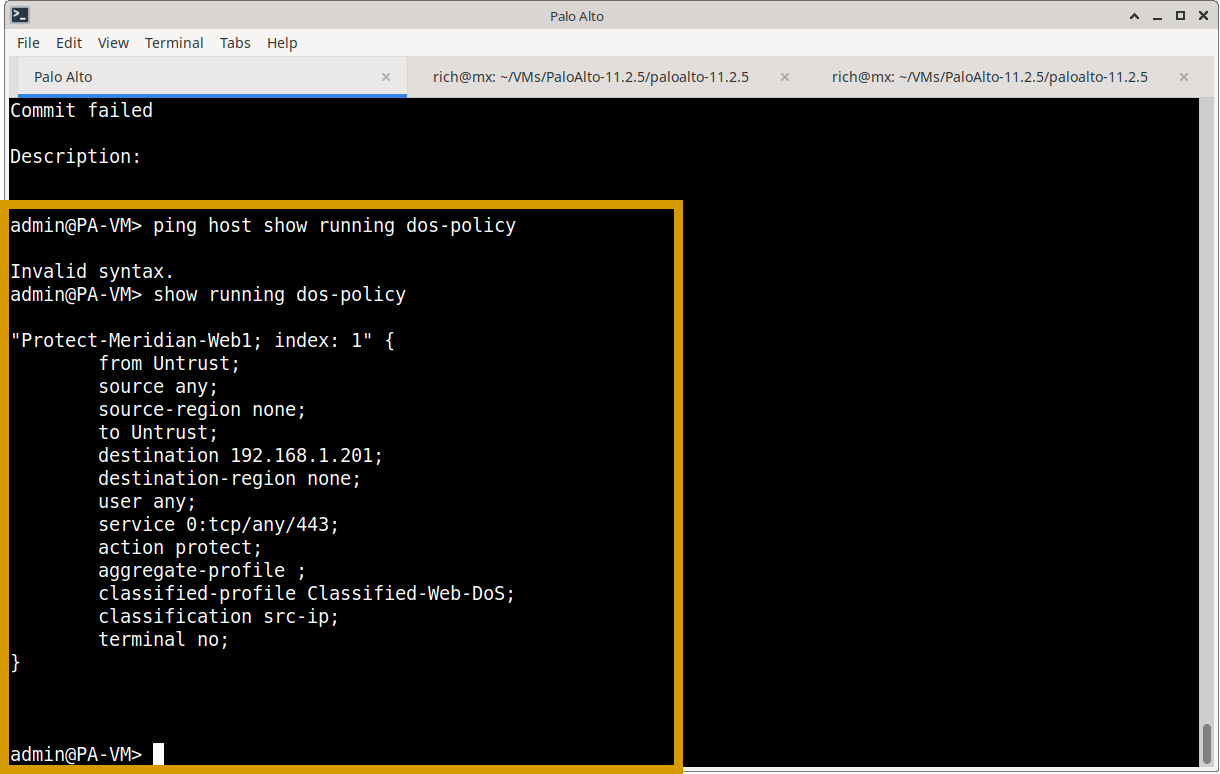 Palo Alto
File Edit View Terminal Tabs Help
Palo Alto
rich@mx: ~/VMs/PaloAlto-11.2.5/paloalto-11.2.5
rich@mx: ~/VMs/PaloAlto-11.2.5/paloalto-11.2.5
Commit failed
Description:
admin@PA-VM> ping host show running dos-policy
Invalid syntax.
admin@PA-VM> show running dos-policy
"Protect-Meridian-Web1; index: 1" {
from Untrust;
source any;
source-region none;
to Untrust;
destination 192.168.1.201;
destination-region none;
user any;
service 0:tcp/any/443;
action protect;
aggregate-profile ;
classified-profile Classified-Web-DoS;
classification src-ip;
terminal no;
}
admin@PA-VM>